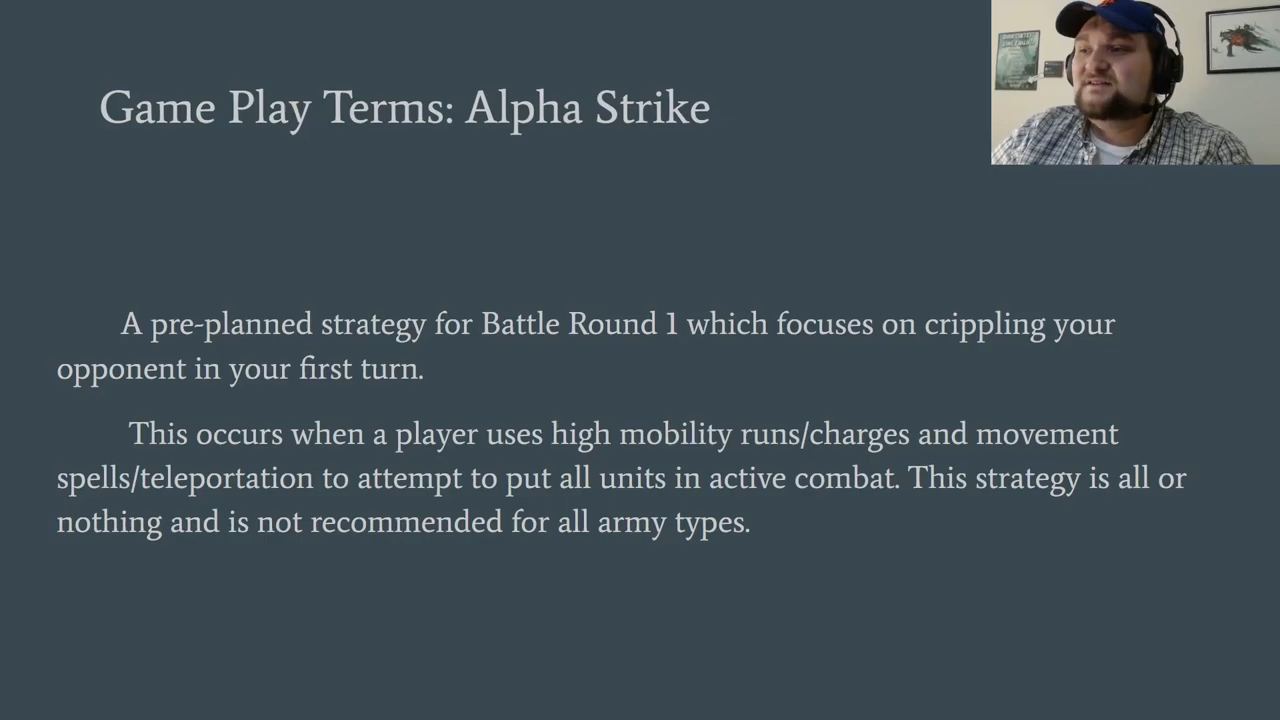 Game Play Terms: Alpha Strike
A pre-planned strategy for Battle Round 1 which focuses on crippling your
opponent in your first turn.
This occurs when a player uses high mobility runs/charges and movement
spells/teleportation to attempt to put all units in active combat. This strategy is all or
nothing and is not recommended for all army types.